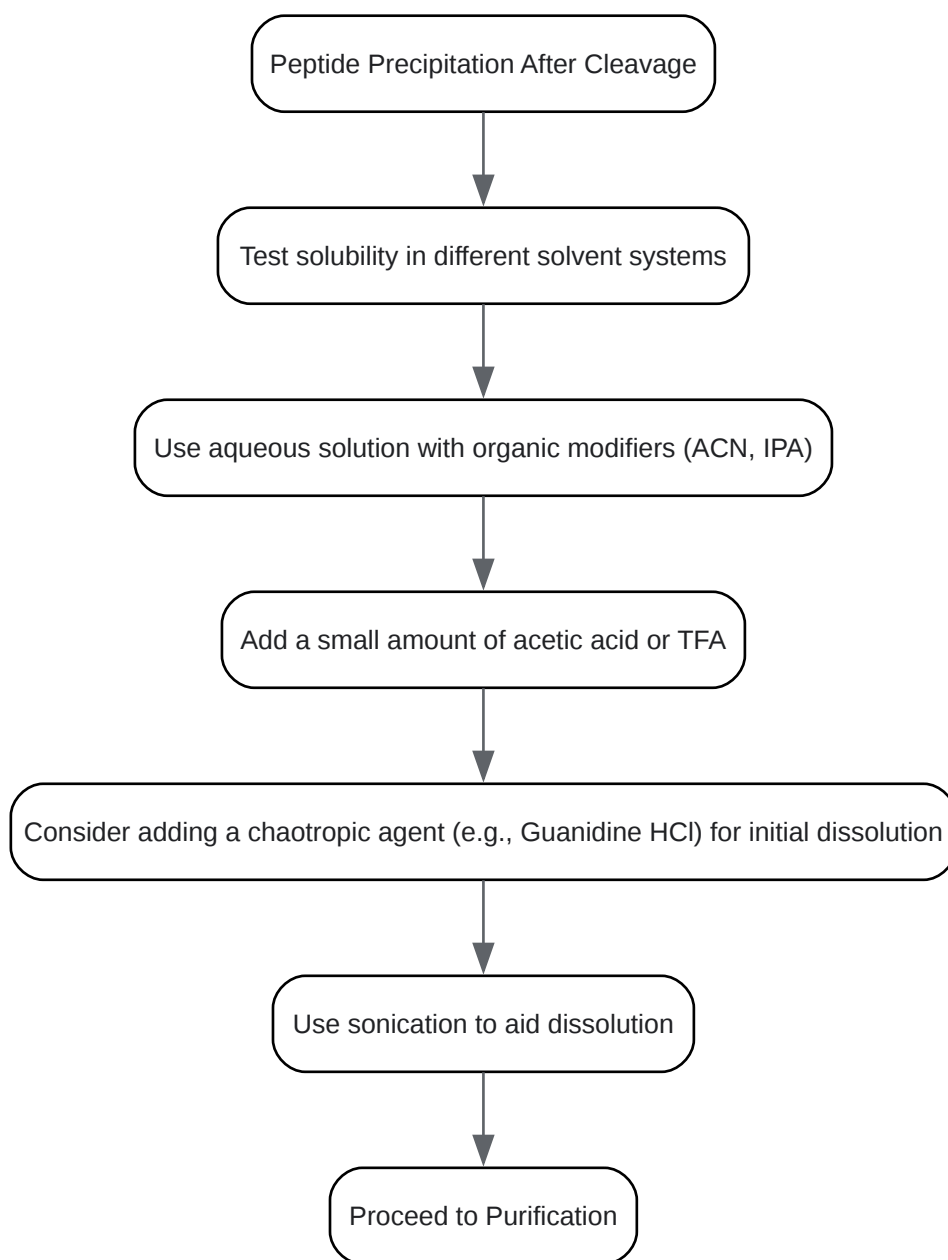 Peptide Precipitation After Cleavage
Test solubility in different solvent systems
Use aqueous solution with organic modifiers (ACN, IPA)
Add a small amount of acetic acid or TFA
Consider adding a chaotropic agent (e.g., Guanidine HCl) for initial dissolution
Use sonication to aid dissolution
Proceed to Purification